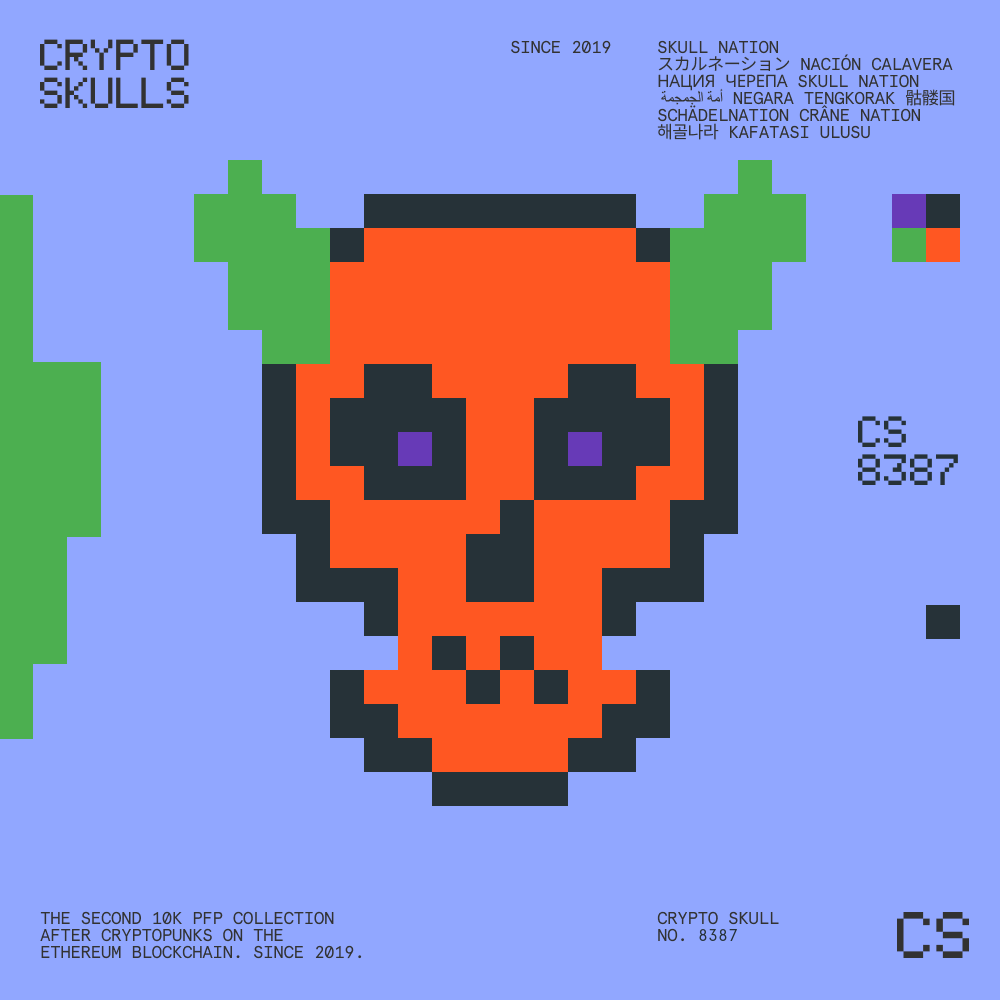 CRYPTO
SKULLS
SINCE 2019
SKULL NATION
スカルネーション NACIÓN CALAVERA
НАЦИЯ ЧЕРЕПА SKULL NATION
أمة الجمجمة NEGARA TENGKORAK 骷髅国
SCHÄDELNATION CRÂNE NATION
해골나라 KAFATASI ULUSU
CS
8387
THE SECOND 10K PFP COLLECTION
AFTER CRYPTOPUNKS ON THE
ETHEREUM BLOCKCHAIN. SINCE 2019.
CRYPTO SKULL
NO. 8387
CS